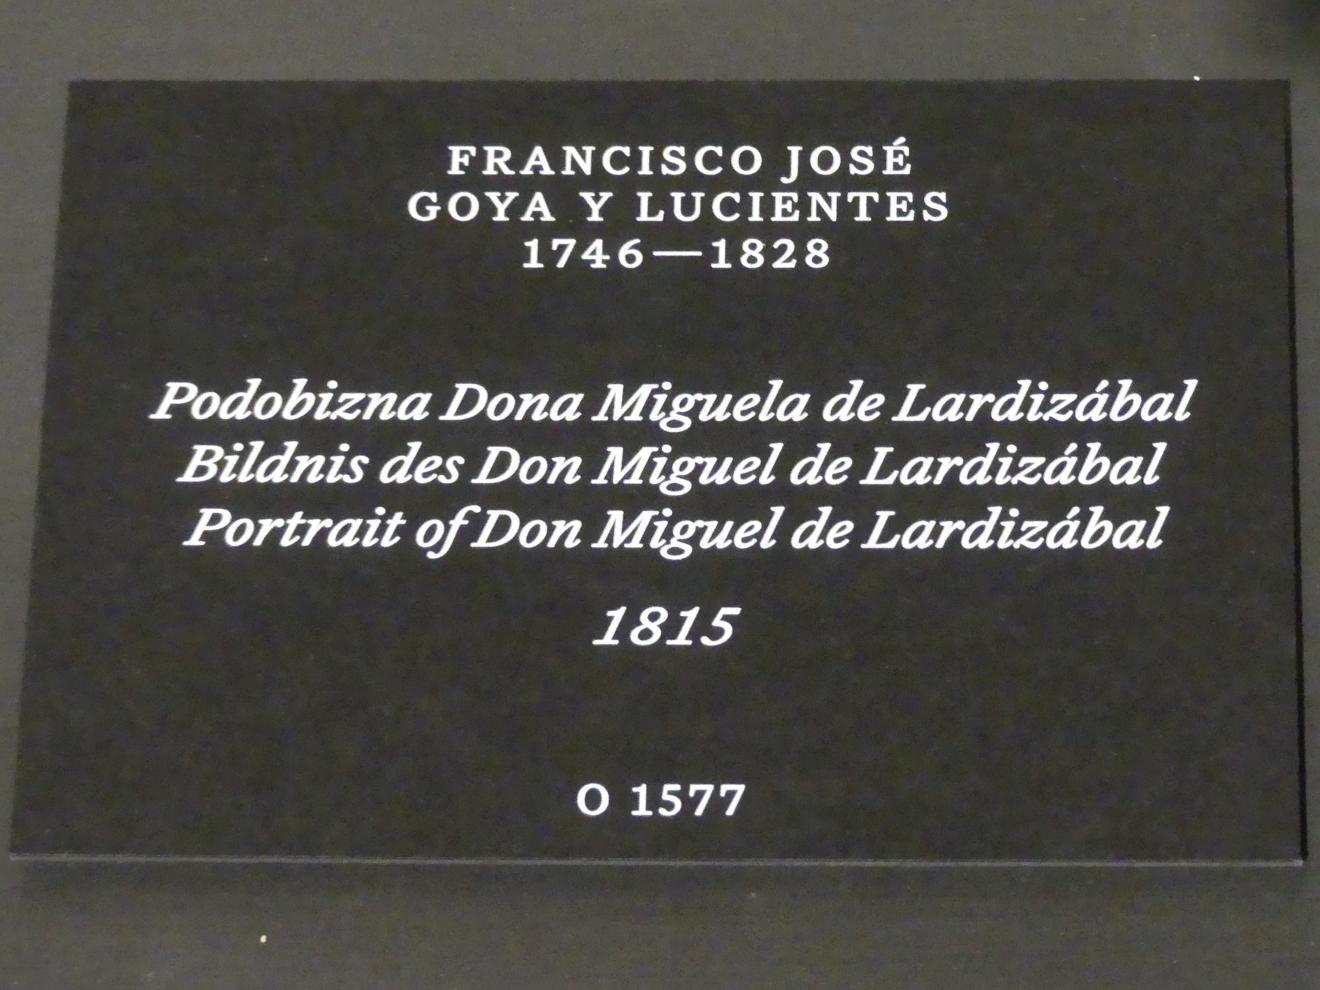 FRANCISCO JOSÉ
GOYA Y LUCIENTES
1746—1828
Podobizna Dona Miguela de Lardizábal
Bildnis des Don Miguel de Lardizábal
Portrait of Don Miguel de Lardizábal
1815
O 1577